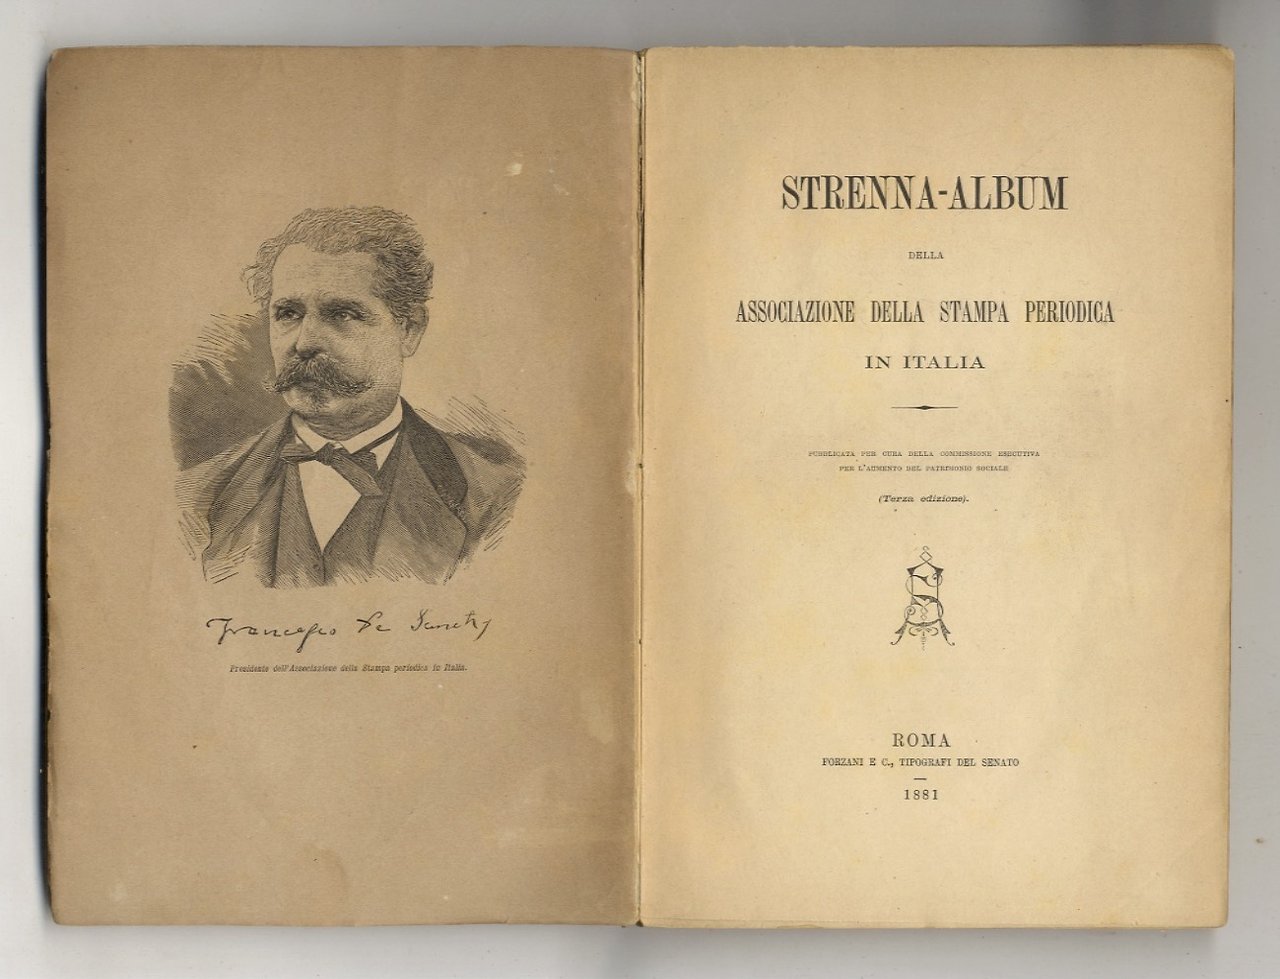 Francesco De Sanctis
Presidente dell'Associazione della Stampa periodica in Italia.
STRENNA-ALBUM
DELLA
ASSOCIAZIONE DELLA STAMPA PERIODICA
IN ITALIA
PUBBLICATA PER CURA DELLA COMMISSIONE ESECUTIVA
PER L'AUMENTO DEL PATRIMONIO SOCIALE
(Terza edizione).
ROMA
FORZANI E C., TIPOGRAFI DEL SENATO
1881